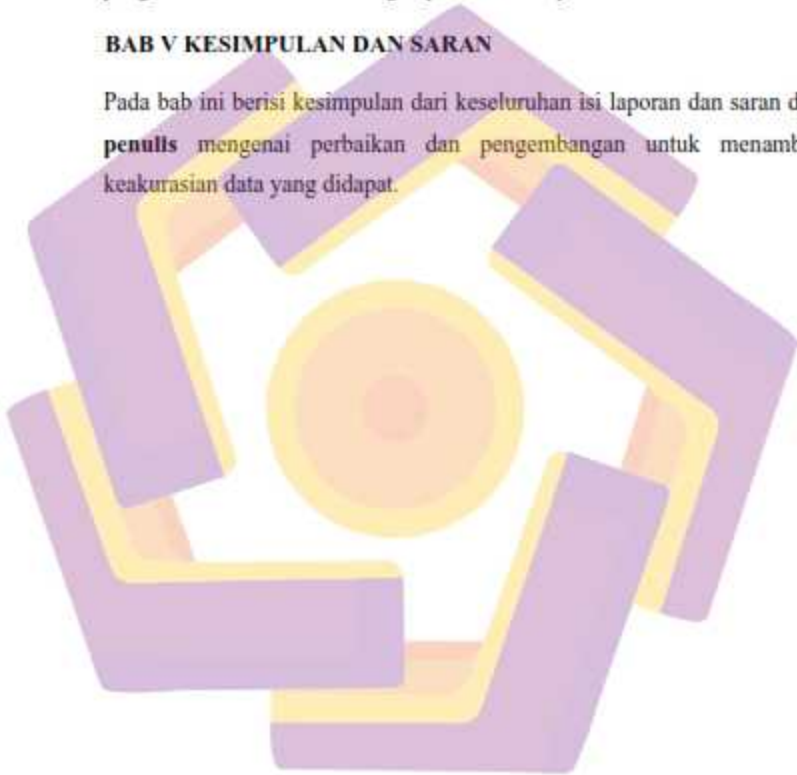 BAB V KESIMPULAN DAN SARAN
Pada bab ini berisi kesimpulan dari keseluruhan isi laporan dan saran d
penulis mengenai perbaikan dan pengembangan untuk menamb
keakurasian data yang didapat.